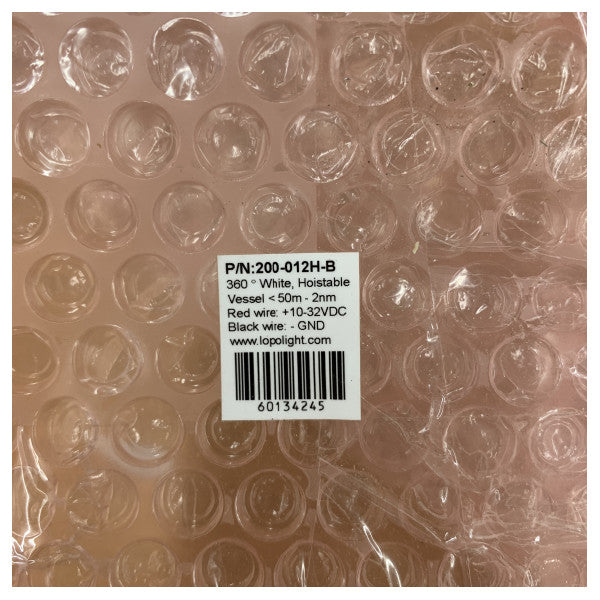 P/N:200-012H-B
360 ° White, Hoistable
Vessel < 50m - 2nm
Red wire: +10-32VDC
Black wire: - GND
www.lopolight.com
60134245